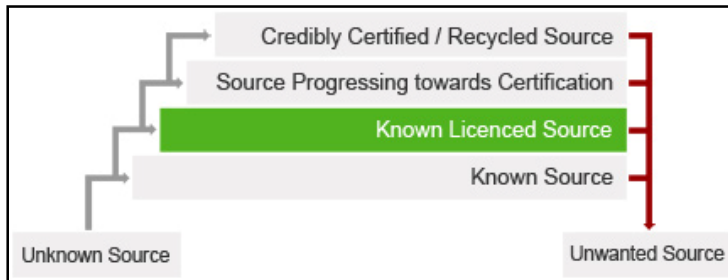 Credibly Certified / Recycled Source
Source Progressing towards Certification
Known Licenced Source
Known Source
Unknown Source
Unwanted Source